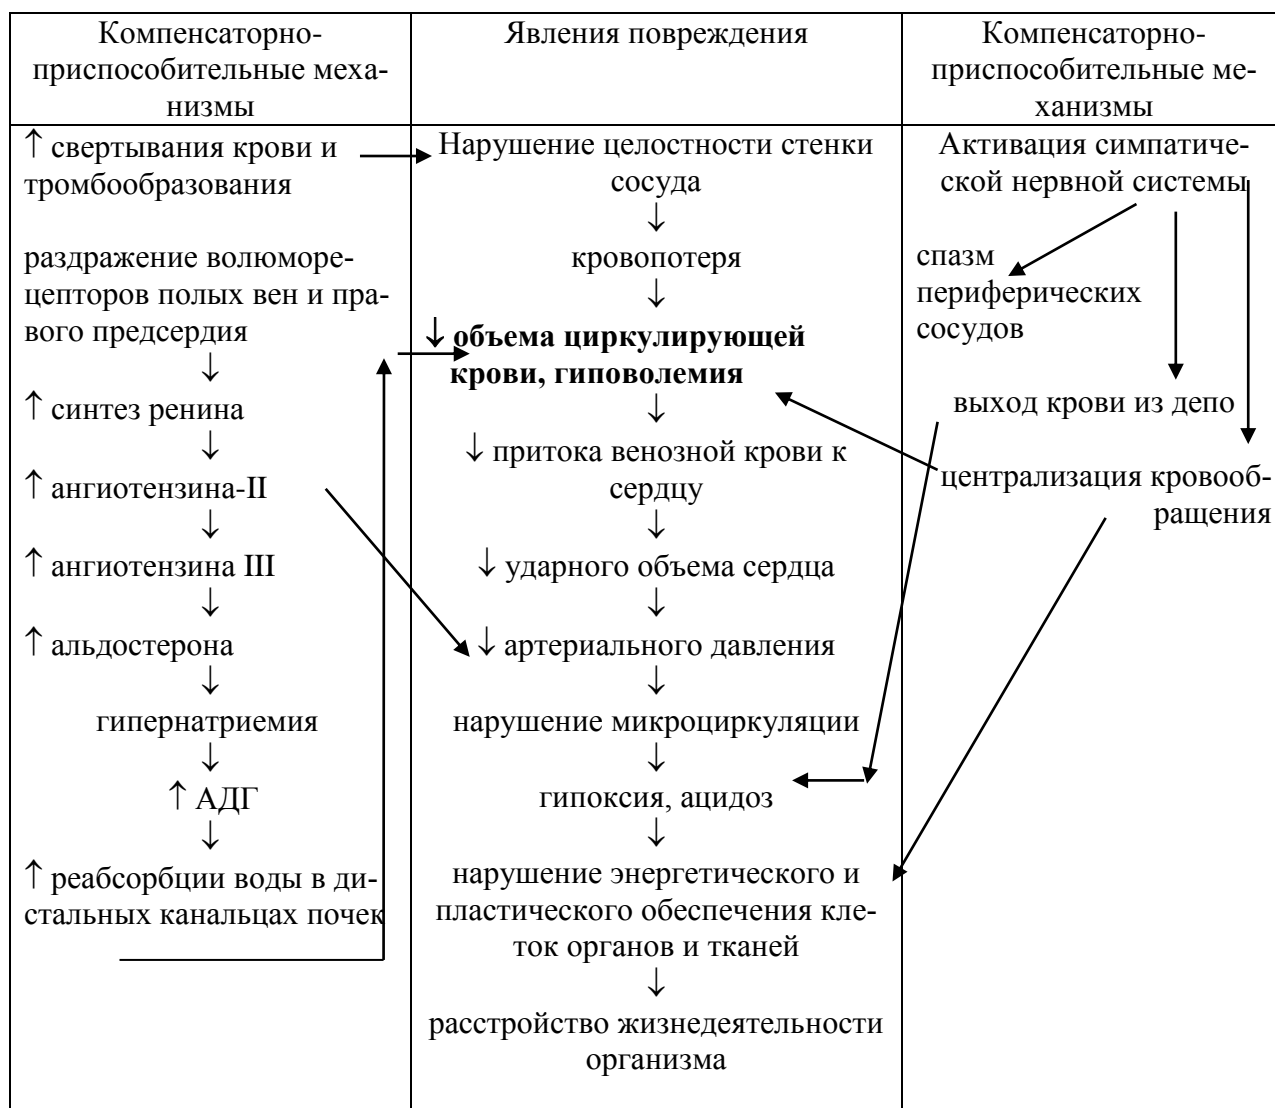 Компенсаторно-
приспособительные меха-
низмы
↑ свертывания крови и
тромбообразования
раздражение волюморе-
цепторов полых вен и пра-
вого предсердия
↓
↑ синтез ренина
↓
↑ ангиотензина-II
↓
↑ ангиотензина III
↓
↑ альдостерона
↓
гипернатриемия
↓
↑ АДГ
↓
↑ реабсорбции воды в ди-
стальных канальцах почек
Явления повреждения
Нарушение целостности стенки
сосуда
↓
кровопотеря
↓
↓ объема циркулирующей
крови, гиповолемия
↓
↓ притока венозной крови к
сердцу
↓
↓ ударного объема сердца
↓
↓ артериального давления
↓
нарушение микроциркуляции
↓
гипоксия, ацидоз
↓
нарушение энергетического и
пластического обеспечения кле-
ток органов и тканей
↓
расстройство жизнедеятельности
организма
Компенсаторно-
приспособительные ме-
ханизмы
Активация симпатиче-
ской нервной системы
спазм
периферических
сосудов
выход крови из депо
централизация кровооб-
ращения